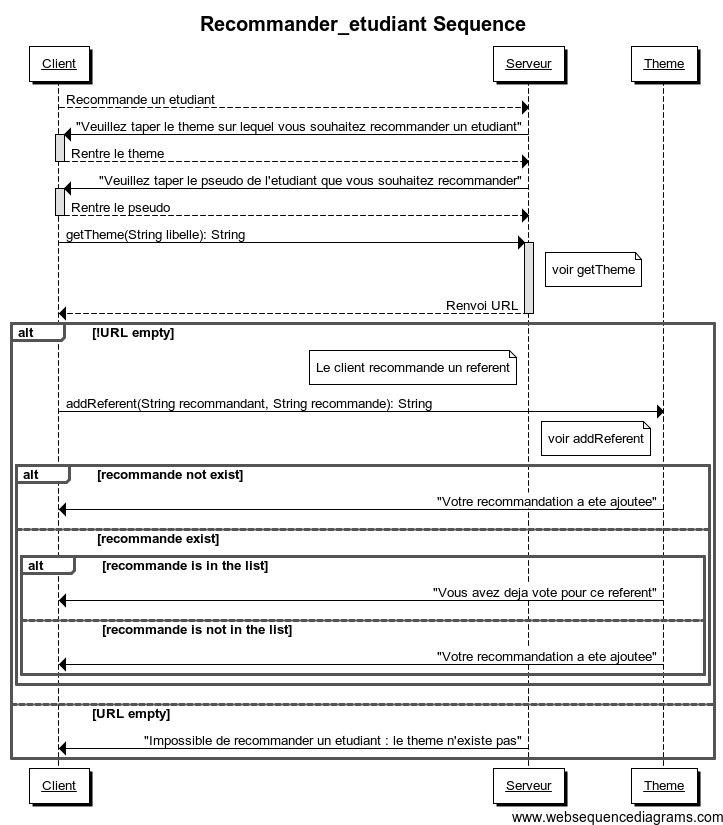 Recommander_etudiant Sequence
Client
Serveur
Theme
Recommande un etudiant
"Veuillez taper le theme sur lequel vous souhaitez recommander un etudiant"
Rentre le theme
"Veuillez taper le pseudo de l'etudiant que vous souhaitez recommander"
Rentre le pseudo
getTheme(String libelle): String
voir getTheme
Renvoi URL
alt
[!URL empty]
Le client recommande un referent
addReferent(String recommandant, String recommande): String
voir addReferent
alt
[recommande not exist]
"Votre recommandation a ete ajoutee"
[recommande exist]
alt
[recommande is in the list]
"Vous avez deja vote pour ce referent"
[recommande is not in the list]
"Votre recommandation a ete ajoutee"
[URL empty]
"Impossible de recommander un etudiant : le theme n'existe pas"
Client
Serveur
Theme
www.websequencediagrams.com